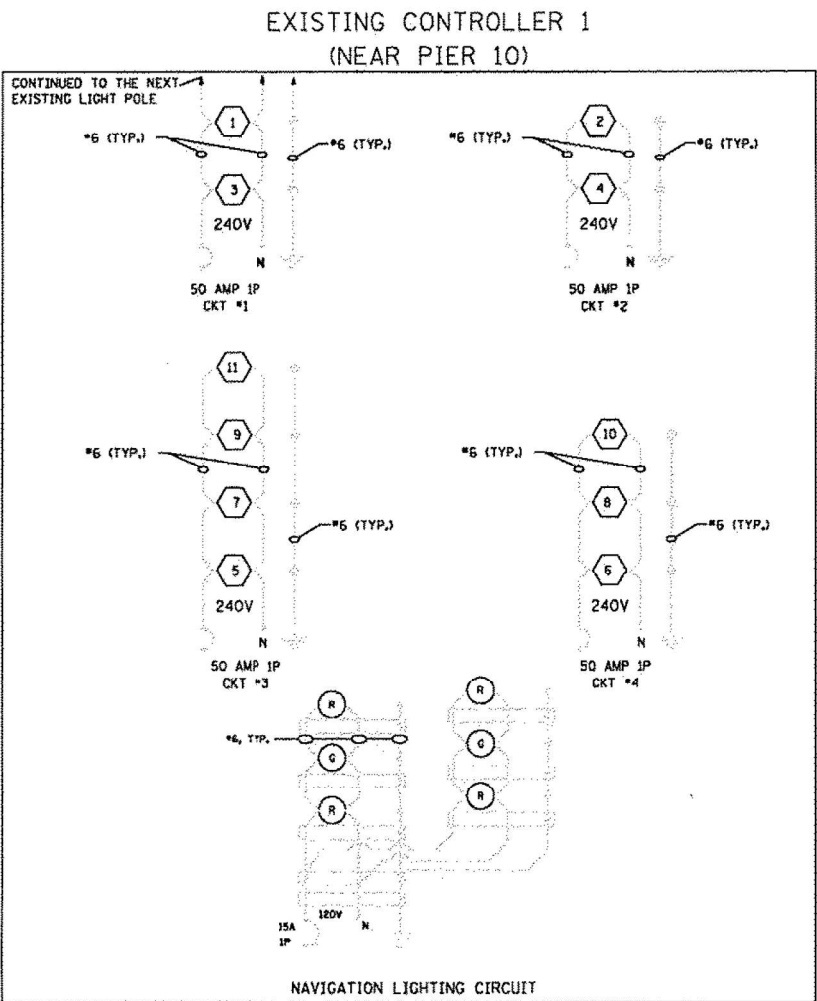 EXISTING CONTROLLER 1
(NEAR PIER 10)
CONTINUED TO THE NEXT
EXISTING LIGHT POLE
1
*6 (TYP.)
*6 (TYP.)
3
240V
N
50 AMP 1P
CKT *1
2
*6 (TYP.)
*6 (TYP.)
4
240V
N
50 AMP 1P
CKT *2
11
9
*6 (TYP.)
7
*6 (TYP.)
5
240V
N
50 AMP 1P
CKT *3
10
*6 (TYP.)
8
*6 (TYP.)
6
240V
N
50 AMP 1P
CKT *4
R
*6, TYP.
G
R
R
G
R
120V
15A
1P
N
NAVIGATION LIGHTING CIRCUIT